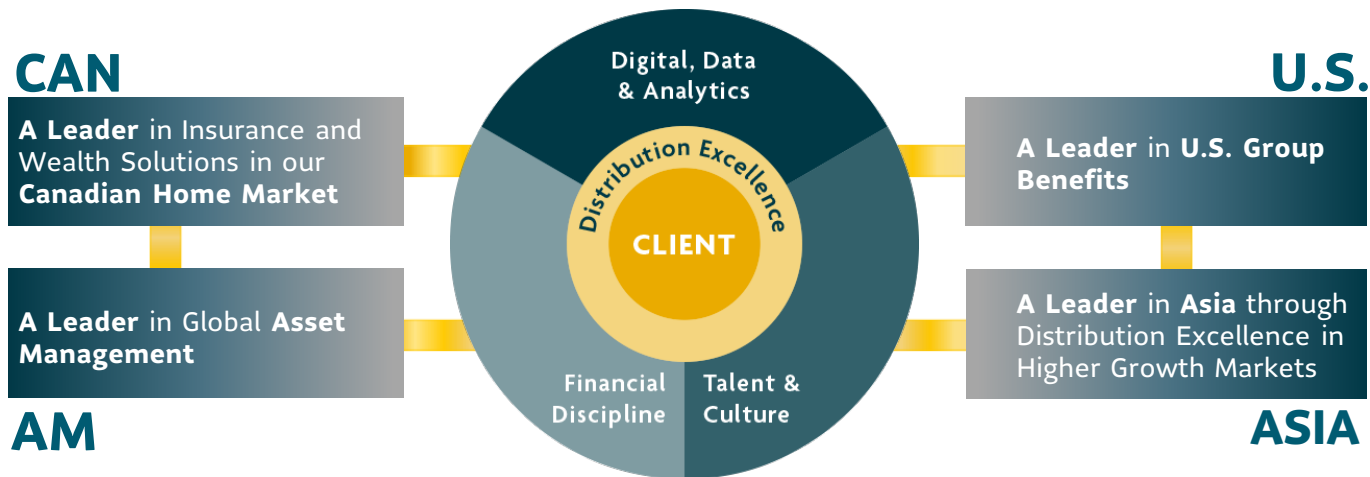 CAN
A Leader in Insurance and
Wealth Solutions in our
Canadian Home Market
A Leader in Global Asset
Management
AM
Digital, Data
& Analytics
Distribution Excellence
CLIENT
Financial
Discipline
Talent &
Culture
U.S.
A Leader in U.S. Group
Benefits
A Leader in Asia through
Distribution Excellence in
Higher Growth Markets
ASIA